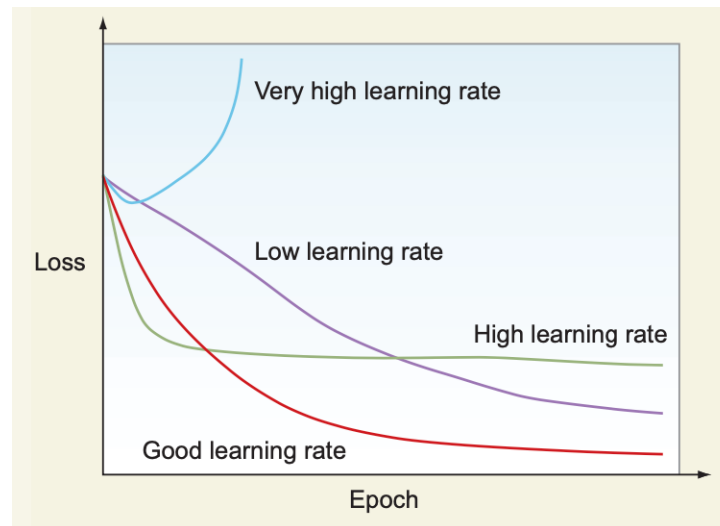 Very high learning rate
Low learning rate
Loss
High learning rate
Good learning rate
Epoch